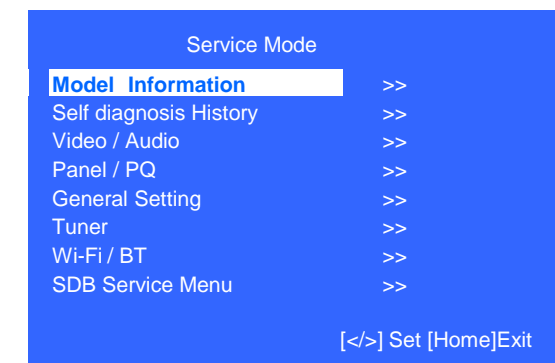 Service Mode
Model Information >>
Self diagnosis History >>
Video / Audio >>
Panel / PQ >>
General Setting >>
Tuner >>
Wi-Fi / BT >>
SDB Service Menu >>
[</>] Set [Home]Exit